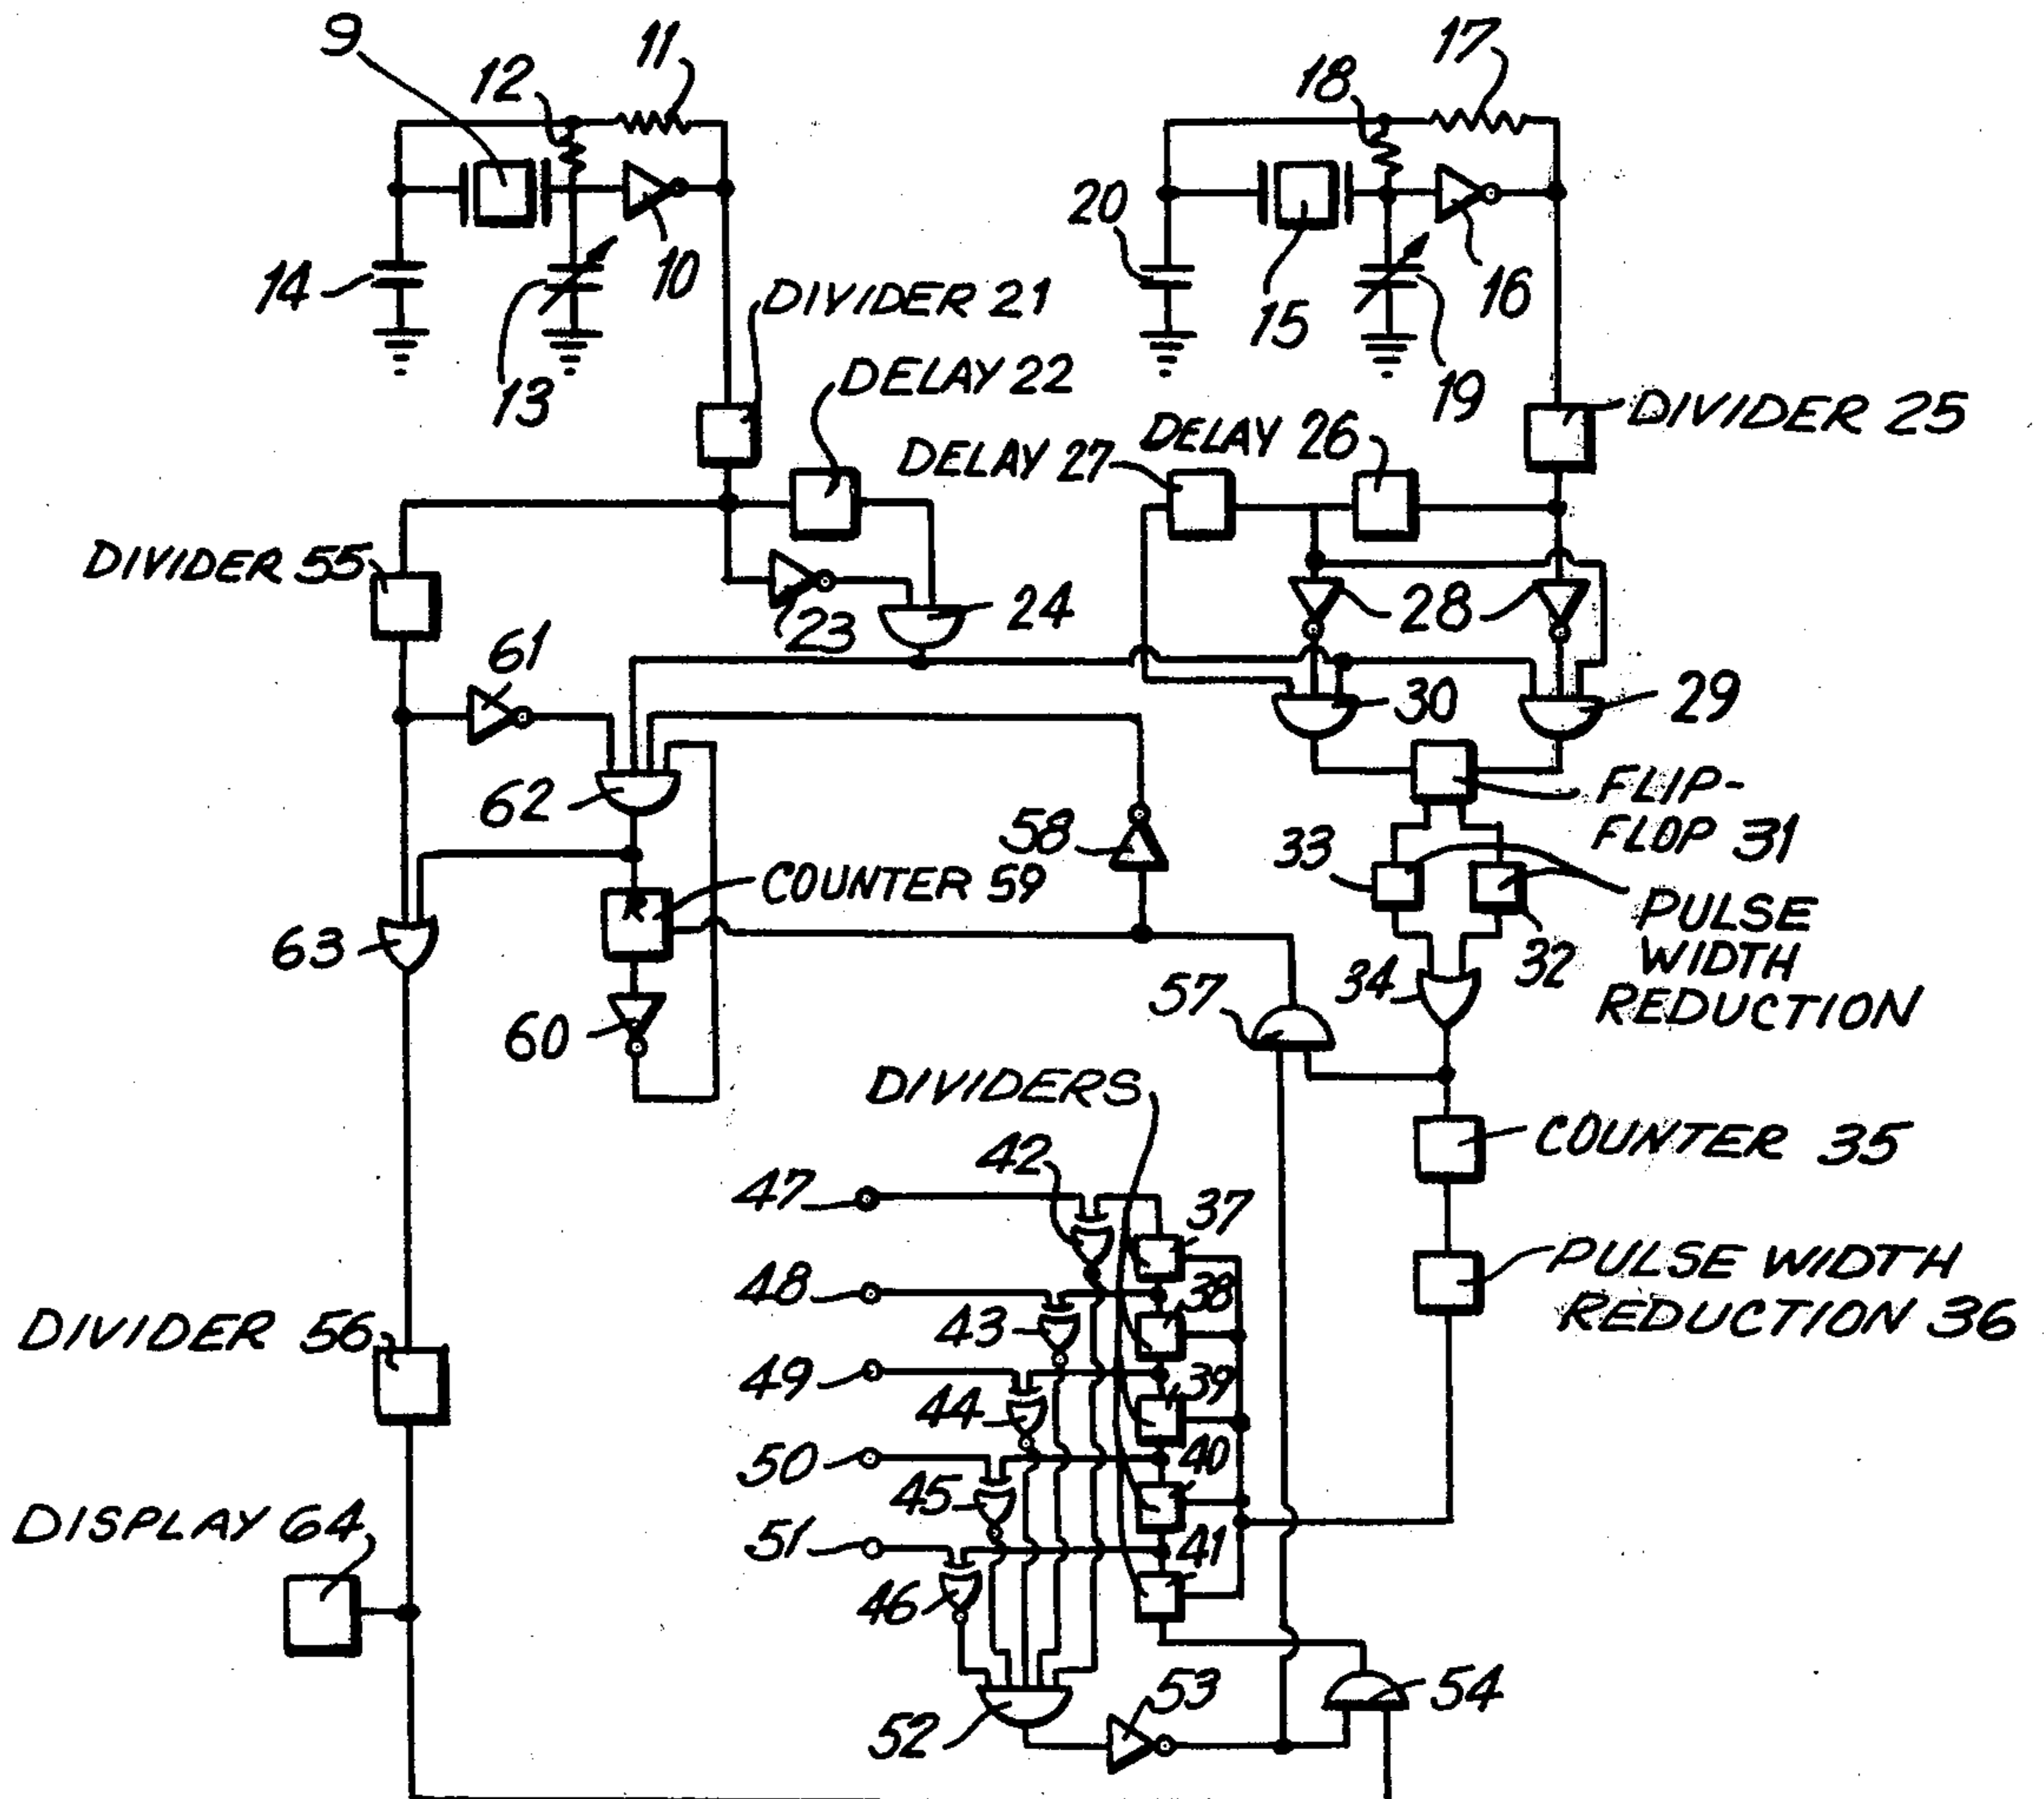 9
12
11
18
17
20
14
13
10
15
16
19
DIVIDER 21
DELAY 22
DELAY 27
DELAY 26
DIVIDER 25
DIVIDER 55
23
24
28
61
30
29
62
58
FLIP-
FLOP 31
33
COUNTER 59
R
PULSE
WIDTH
REDUCTION
32
63
60
57
34
DIVIDERS
COUNTER 35
42
47
37
PULSE WIDTH
REDUCTION 36
48
38
43
DIVIDER 56
49
39
44
50
40
45
DISPLAY 64
51
41
46
52
53
54